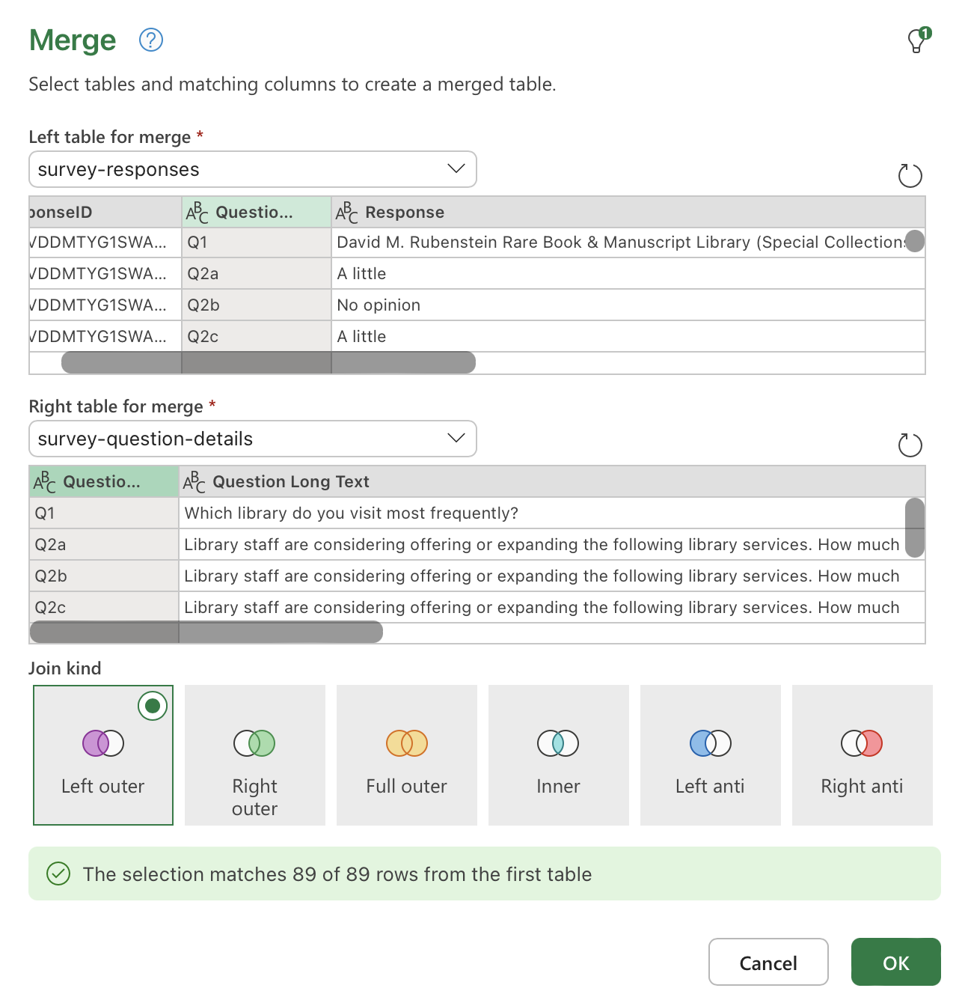 Merge ?
1
Select tables and matching columns to create a merged table.
Left table for merge *
survey-responses
ponseID ABC Questio... ABC Response
VDDMTYG1SWA... Q1 David M. Rubenstein Rare Book & Manuscript Library (Special Collections
VDDMTYG1SWA... Q2a A little
VDDMTYG1SWA... Q2b No opinion
VDDMTYG1SWA... Q2c A little
Right table for merge *
survey-question-details
ABC Questio... ABC Question Long Text
Q1 Which library do you visit most frequently?
Q2a Library staff are considering offering or expanding the following library services. How much
Q2b Library staff are considering offering or expanding the following library services. How much
Q2c Library staff are considering offering or expanding the following library services. How much
Join kind
Left outer
Right
outer
Full outer
Inner
Left anti
Right anti
The selection matches 89 of 89 rows from the first table
Cancel OK